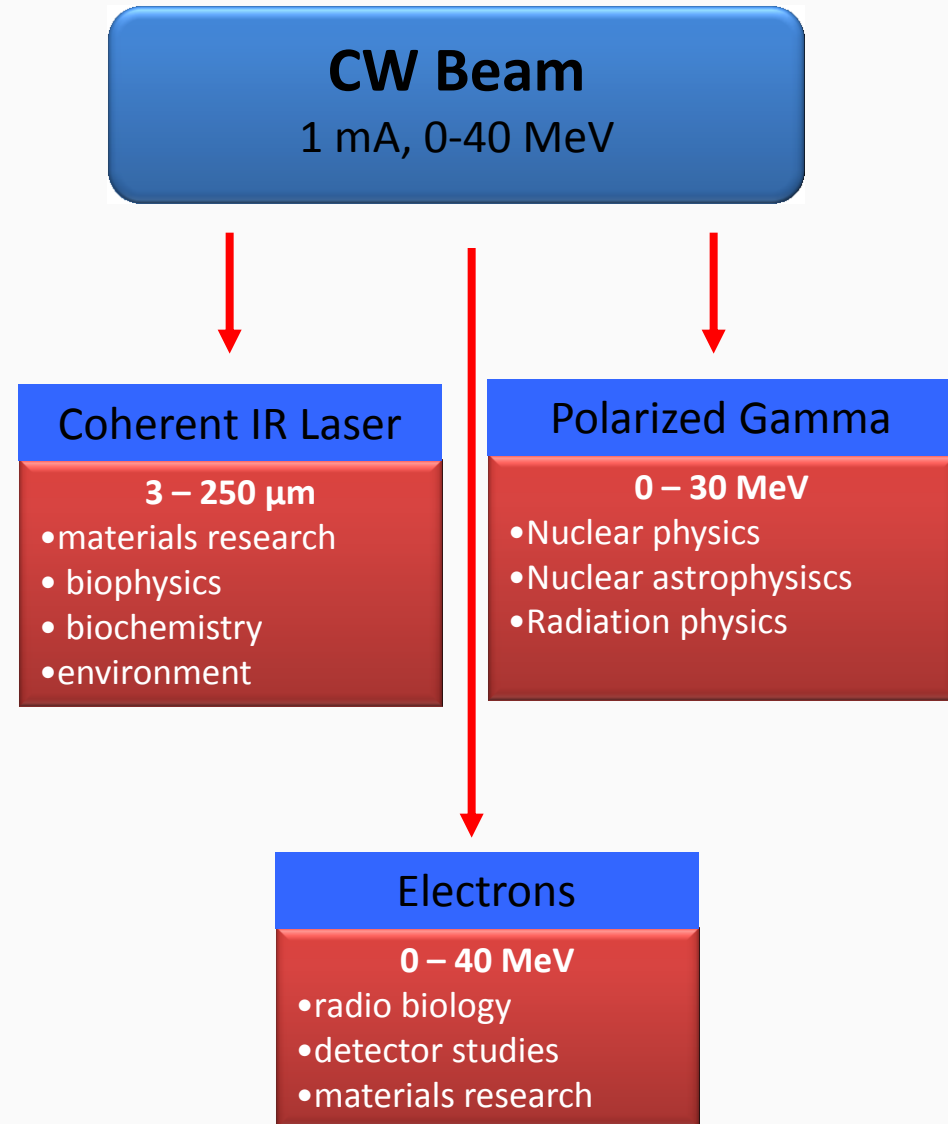 CW Beam
1 mA, 0-40 MeV
Coherent IR Laser
3 – 250 µm
•materials research
• biophysics
• biochemistry
•environment
Polarized Gamma
0 – 30 MeV
•Nuclear physics
•Nuclear astrophysiscs
•Radiation physics
Electrons
0 – 40 MeV
•radio biology
•detector studies
•materials research